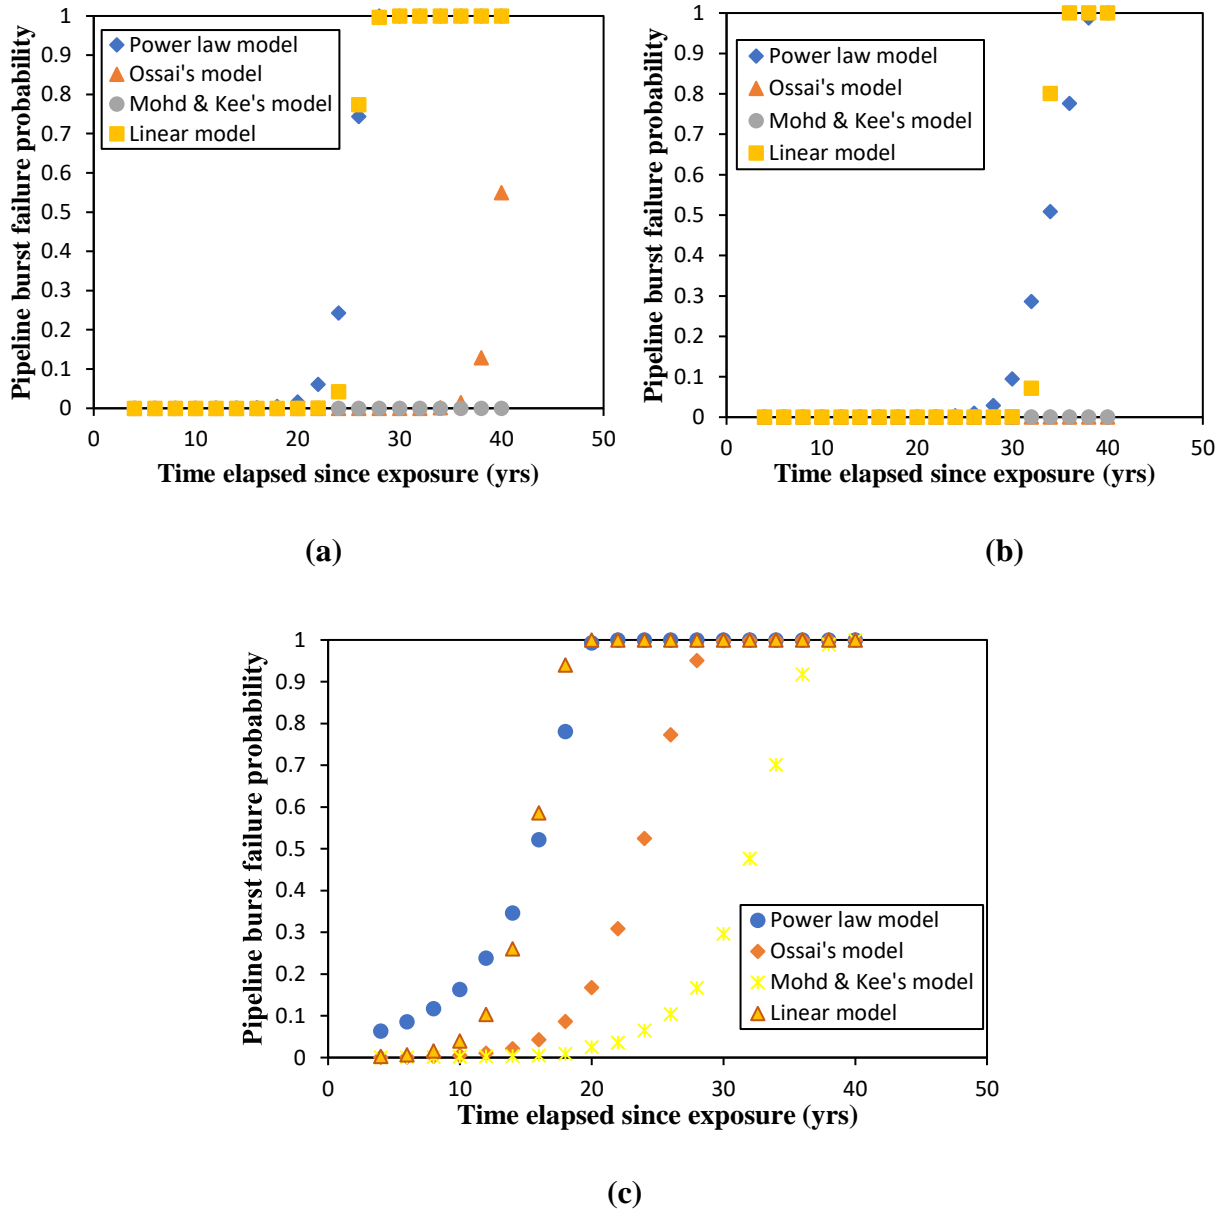 Pipeline burst failure probability
1
0.9
0.8
0.7
0.6
0.5
0.4
0.3
0.2
0.1
0
Power law model
Ossai's model
Mohd & Kee's model
Linear model
0 10 20 30 40 50
Time elapsed since exposure (yrs)
(a)
Pipeline burst failure probability
1
0.9
0.8
0.7
0.6
0.5
0.4
0.3
0.2
0.1
0
Power law model
Ossai's model
Mohd & Kee's model
Linear model
0 10 20 30 40 50
Time elapsed since exposure (yrs)
(b)
Pipeline burst failure probability
1
0.9
0.8
0.7
0.6
0.5
0.4
0.3
0.2
0.1
0
Power law model
Ossai's model
Mohd & Kee's model
Linear model
0 10 20 30 40 50
Time elapsed since exposure (yrs)
(c)